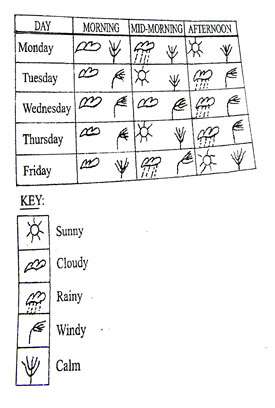 DAY MORNING MID-MORNING AFTERNOON
Monday
Tuesday
Wednesday
Thursday
Friday
KEY:
Sunny
Cloudy
Rainy
Windy
Calm